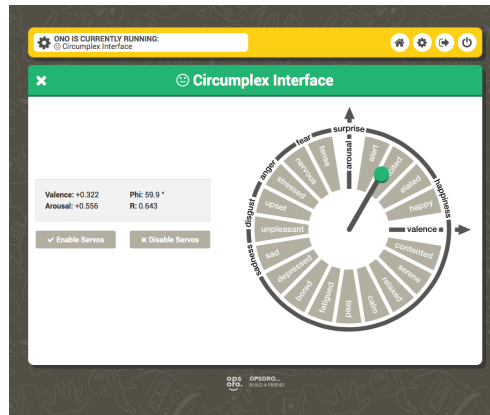 ONO IS CURRENTLY RUNNING:
Circumplex Interface
Circumplex Interface
Valence: +0.322
Phi: 59.9 °
Arousal: +0.556
R: 0.643
Enable Servos
Disable Servos
surprise
happiness
sadness
disgust
anger
fear
arousal
valence
alert
elated
happy
contented
serene
relaxed
calm
tired
fatigued
bored
depressed
sad
unpleasant
upset
stressed
nervous
tense
ops
oro.
OPSORO...
BUILD A FRIEND